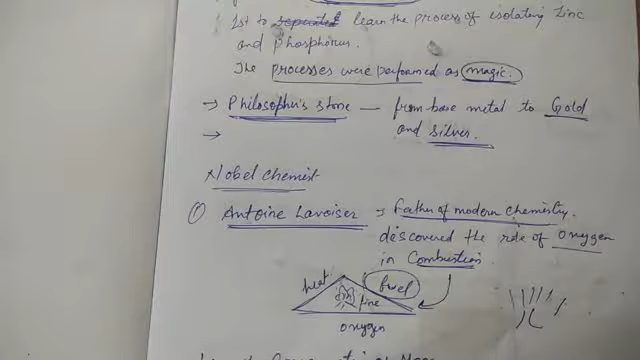 1st to separate learn the process of isolating zinc
and phosphorus.
The processes were performed as magic.
→ Philosopher's stone — from base metal to Gold
→ and silver.
Nobel chemist
① Antoine Lavoiser → Father of modern chemistry.
discovered the role of oxygen
in Combustion.
heat fuel
fire
oxygen